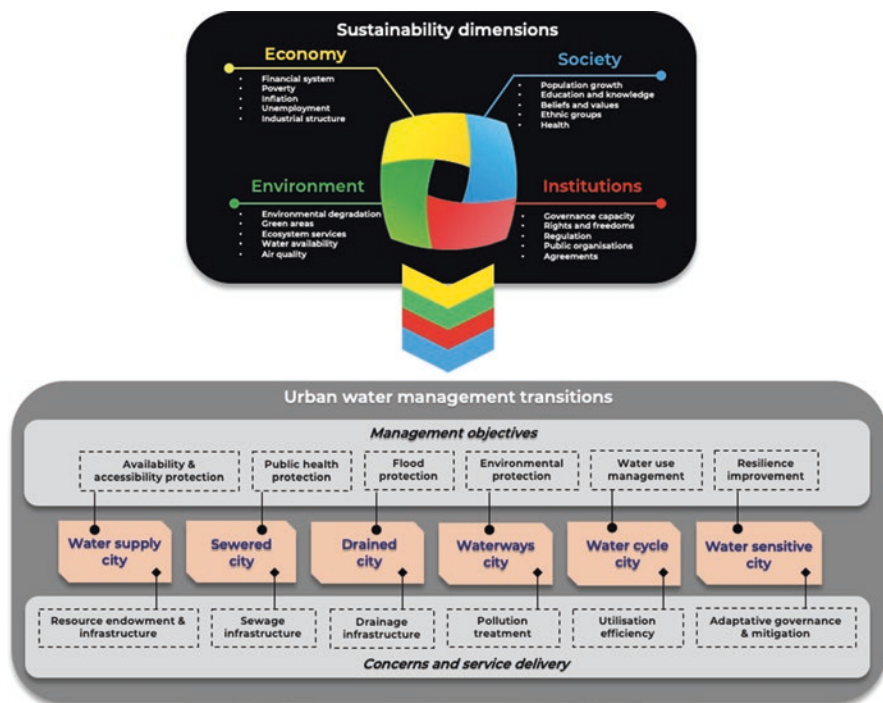 Sustainability dimensions
Economy
• Financial system
• Poverty
• Inflation
• Unemployment
• Industrial structure
Society
• Population growth
• Education and knowledge
• Beliefs and values
• Ethnic groups
• Health
Environment
• Environmental degradation
• Green areas
• Ecosystem services
• Water availability
• Air quality
Institutions
• Governance capacity
• Rights and freedoms
• Regulation
• Public organisations
• Agreements
Urban water management transitions
Management objectives
Availability &
accessibility protection
Public health
protection
Flood
protection
Environmental
protection
Water use
management
Resilience
improvement
Water supply
city
Sewered
city
Drained
city
Waterways
city
Water cycle
city
Water sensitive
city
Resource endowment &
infrastructure
Sewage
infrastructure
Drainage
infrastructure
Pollution
treatment
Utilisation
efficiency
Adaptative governance
& mitigation
Concerns and service delivery